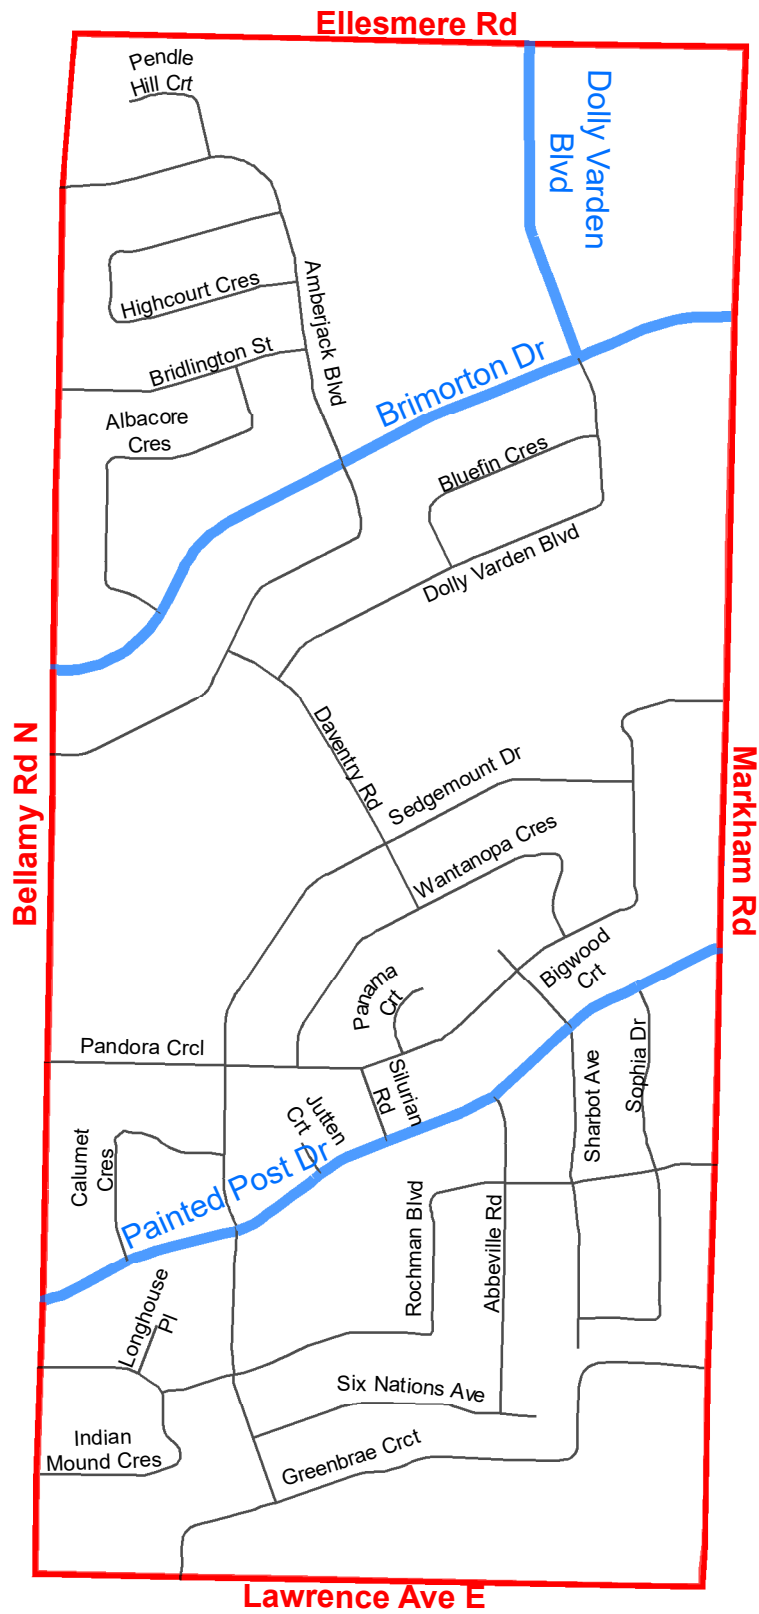 Ellesmere Rd
Pendle
Hill Crt
Dolly Varden
Blvd
Highcourt Cres
Amberjack Blvd
Bridlington St
Brimorton Dr
Albacore
Cres
Bluefin Cres
Dolly Varden Blvd
Bellamy Rd N
Daventry Rd
Sedgemount Dr
Markham Rd
Wantanopa Cres
Bigwood
Crt
Panama
Crt
Pandora Crcl
Silurian
Rd
Sophia Dr
Sharbot Ave
Jutten
Crt
Calumet
Cres
Painted Post Dr
Rochman Blvd
Abbeville Rd
Longhouse
Pl
Six Nations Ave
Indian
Mound Cres
Greenbrae Crct
Lawrence Ave E